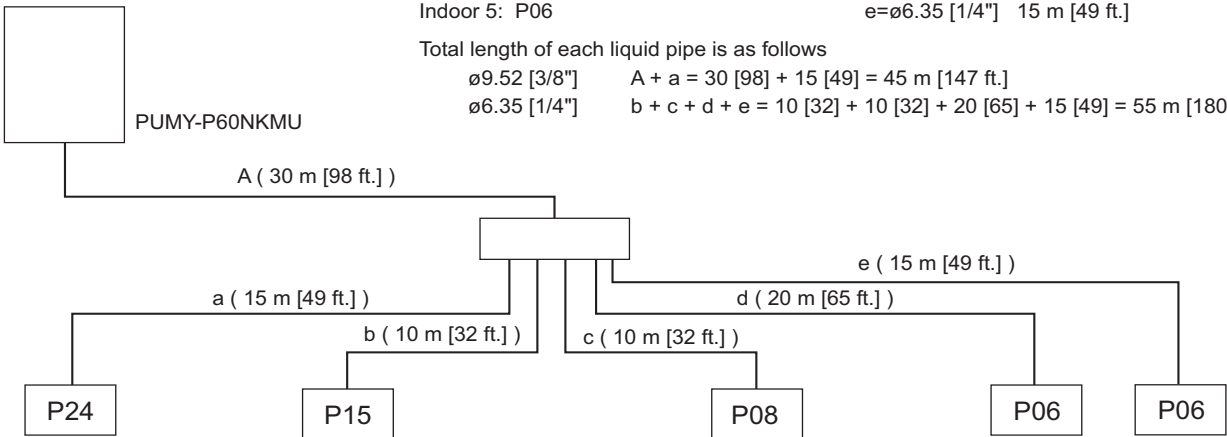 Indoor 5: P06 e=ø6.35 [1/4"] 15 m [49 ft.]
Total length of each liquid pipe is as follows
ø9.52 [3/8"] A + a = 30 [98] + 15 [49] = 45 m [147 ft.]
ø6.35 [1/4"] b + c + d + e = 10 [32] + 10 [32] + 20 [65] + 15 [49] = 55 m [180
PUMY-P60NKMU
A ( 30 m [98 ft.] )
e ( 15 m [49 ft.] )
a ( 15 m [49 ft.] )
d ( 20 m [65 ft.] )
b ( 10 m [32 ft.] )
c ( 10 m [32 ft.] )
P24
P15
P08
P06
P06